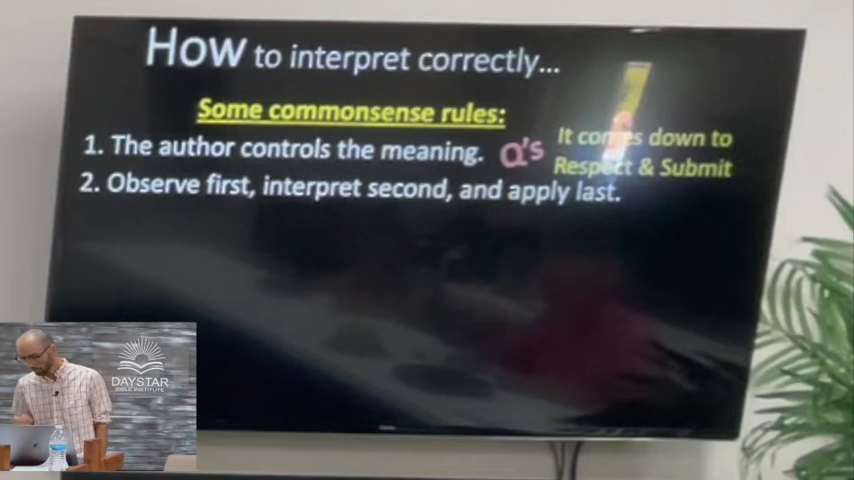 How to interpret correctly...
Some commonsense rules:
1. The author controls the meaning.
Q's
It comes down to
Respect & Submit
2. Observe first, interpret second, and apply last.
DAYSTAR
BIBLE INSTITUTE